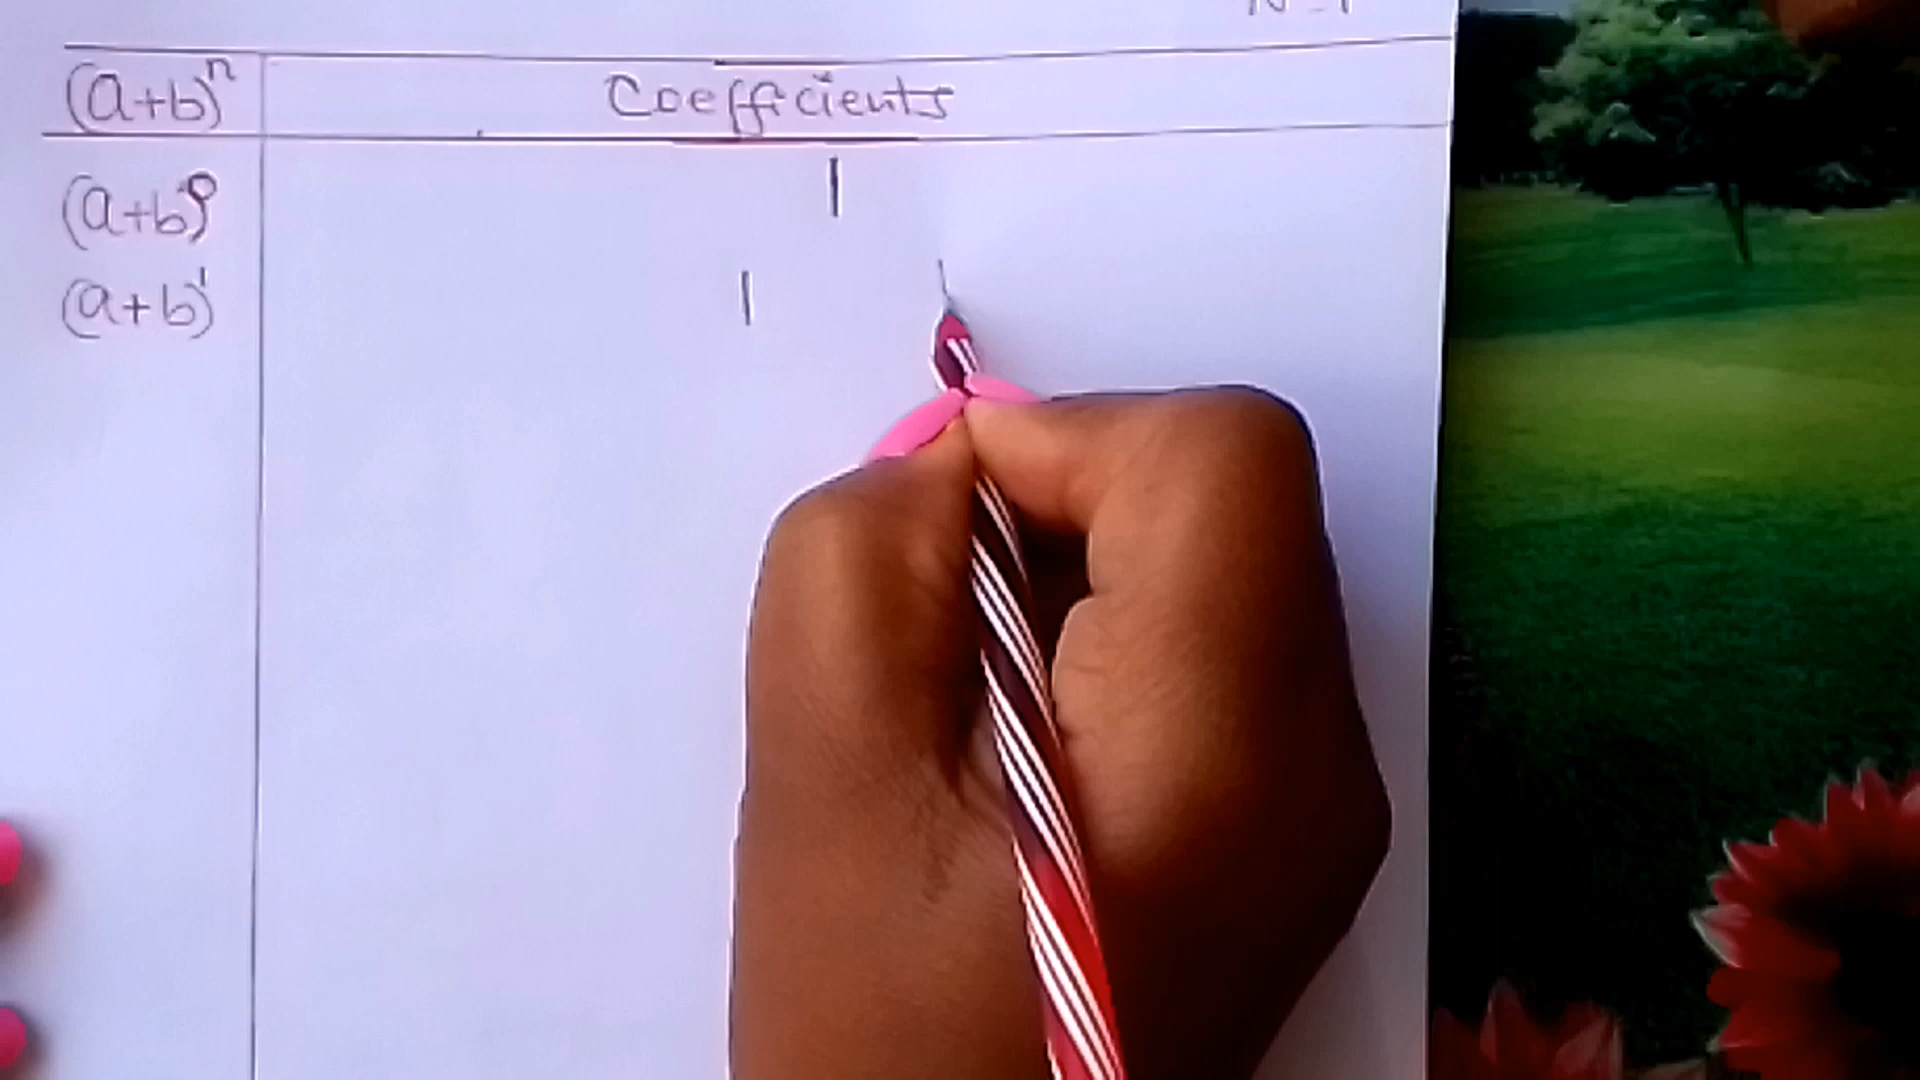 (a+b)ⁿ Coefficients
(a+b)⁰ 1
(a+b)¹ 1 1